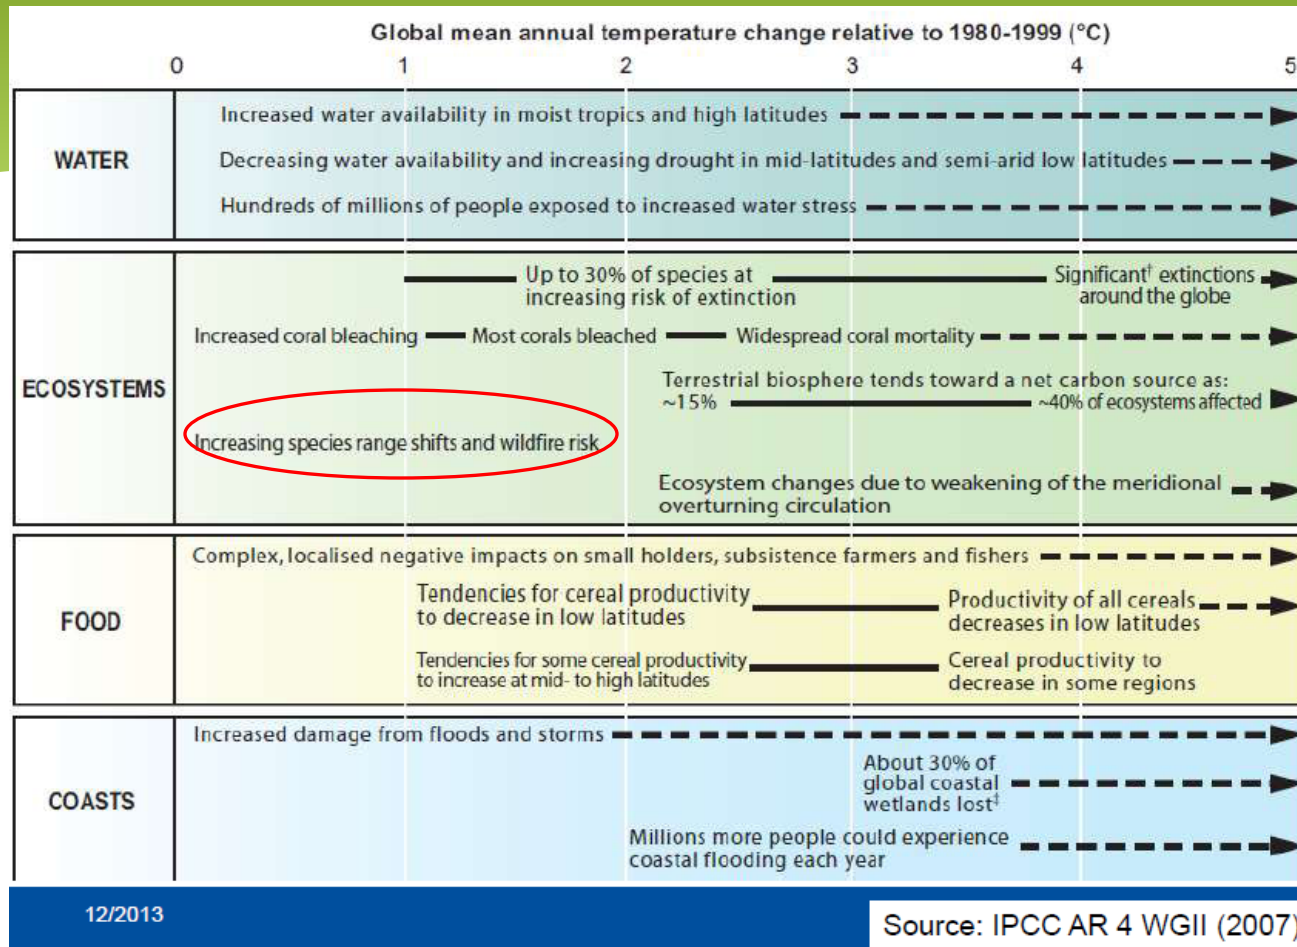 Global mean annual temperature change relative to 1980-1999 (°C)
0 1 2 3 4 5
WATER
Increased water availability in moist tropics and high latitudes
Decreasing water availability and increasing drought in mid-latitudes and semi-arid low latitudes
Hundreds of millions of people exposed to increased water stress
ECOSYSTEMS
Up to 30% of species at
increasing risk of extinction
Significant† extinctions
around the globe
Increased coral bleaching
Most corals bleached
Widespread coral mortality
Terrestrial biosphere tends toward a net carbon source as:
~15%
~40% of ecosystems affected
Increasing species range shifts and wildfire risk
Ecosystem changes due to weakening of the meridional
overturning circulation
FOOD
Complex, localised negative impacts on small holders, subsistence farmers and fishers
Tendencies for cereal productivity
to decrease in low latitudes
Productivity of all cereals
decreases in low latitudes
Tendencies for some cereal productivity
to increase at mid- to high latitudes
Cereal productivity to
decrease in some regions
COASTS
Increased damage from floods and storms
About 30% of
global coastal
wetlands lost‡
Millions more people could experience
coastal flooding each year
12/2013
Source: IPCC AR 4 WGII (2007)